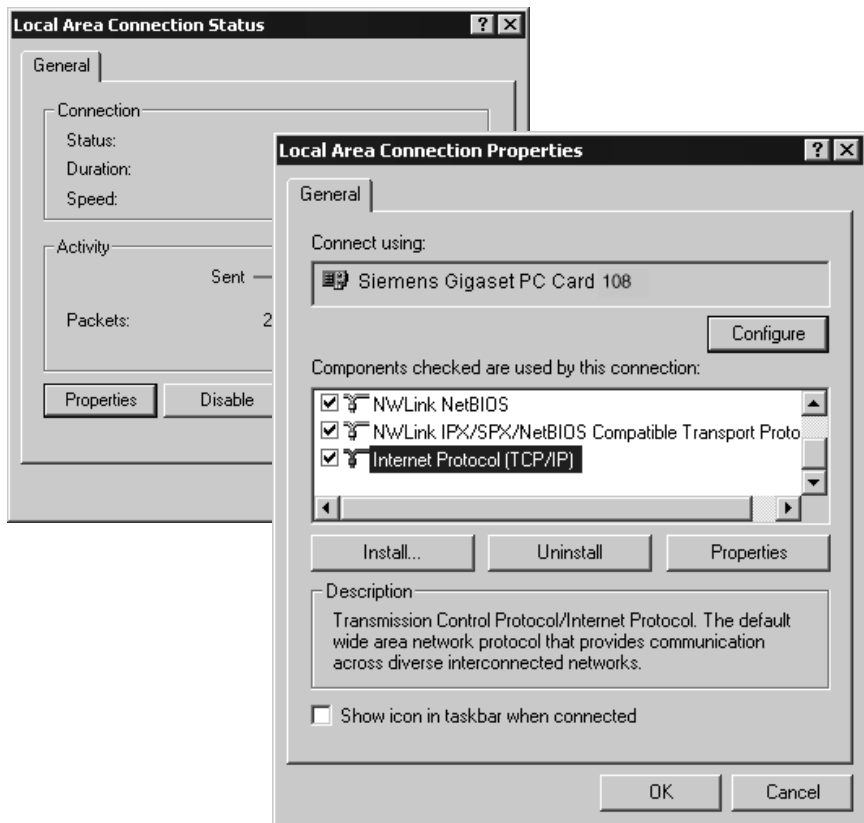 Local Area Connection Status
General
Connection
Status:
Duration:
Speed:
Activity
Sent
Packets: 2
Properties Disable
Local Area Connection Properties
General
Connect using:
Siemens Gigaset PC Card 108
Configure
Components checked are used by this connection:
NWLink NetBIOS
NWLink IPX/SPX/NetBIOS Compatible Transport Proto
Internet Protocol (TCP/IP)
Install... Uninstall Properties
Description
Transmission Control Protocol/Internet Protocol. The default
wide area network protocol that provides communication
across diverse interconnected networks.
Show icon in taskbar when connected
OK Cancel